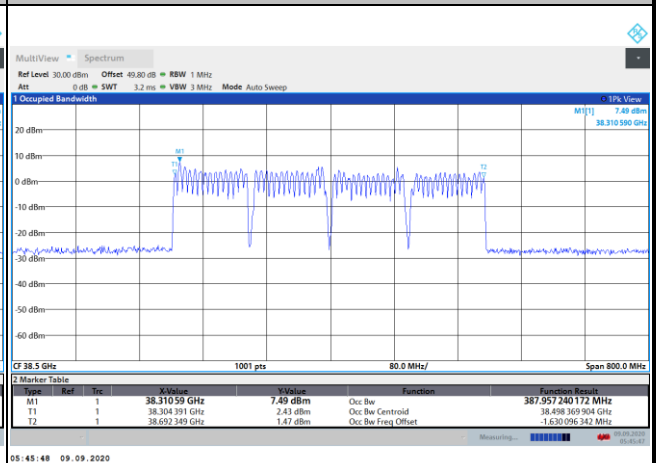 MultiView Spectrum
Ref Level 30.00 dBm Offset 49.80 dB RBW 1 MHz
Att 0 dB SWT 3.2 ms VBW 3 MHz Mode Auto Sweep
1 Occupied Bandwidth 1Pk View
M1[1] 7.49 dBm
38.310 590 GHz
20 dBm
M1
10 dBm
T1 T2
0 dBm
-10 dBm
-20 dBm
-30 dBm
-40 dBm
-50 dBm
-60 dBm
CF 38.5 GHz 1001 pts 80.0 MHz/ Span 800.0 MHz
2 Marker Table
Type Ref Trc X-Value Y-Value Function Function Result
M1 1 38.310 59 GHz 7.49 dBm Occ Bw 387.957 240 172 MHz
T1 1 38.304 391 GHz 2.43 dBm Occ Bw Centroid 38.498 369 904 GHz
T2 1 38.692 349 GHz 1.47 dBm Occ Bw Freq Offset -1.630 096 342 MHz
Measuring... 09.09.2020
05:45:47
05:45:48 09.09.2020